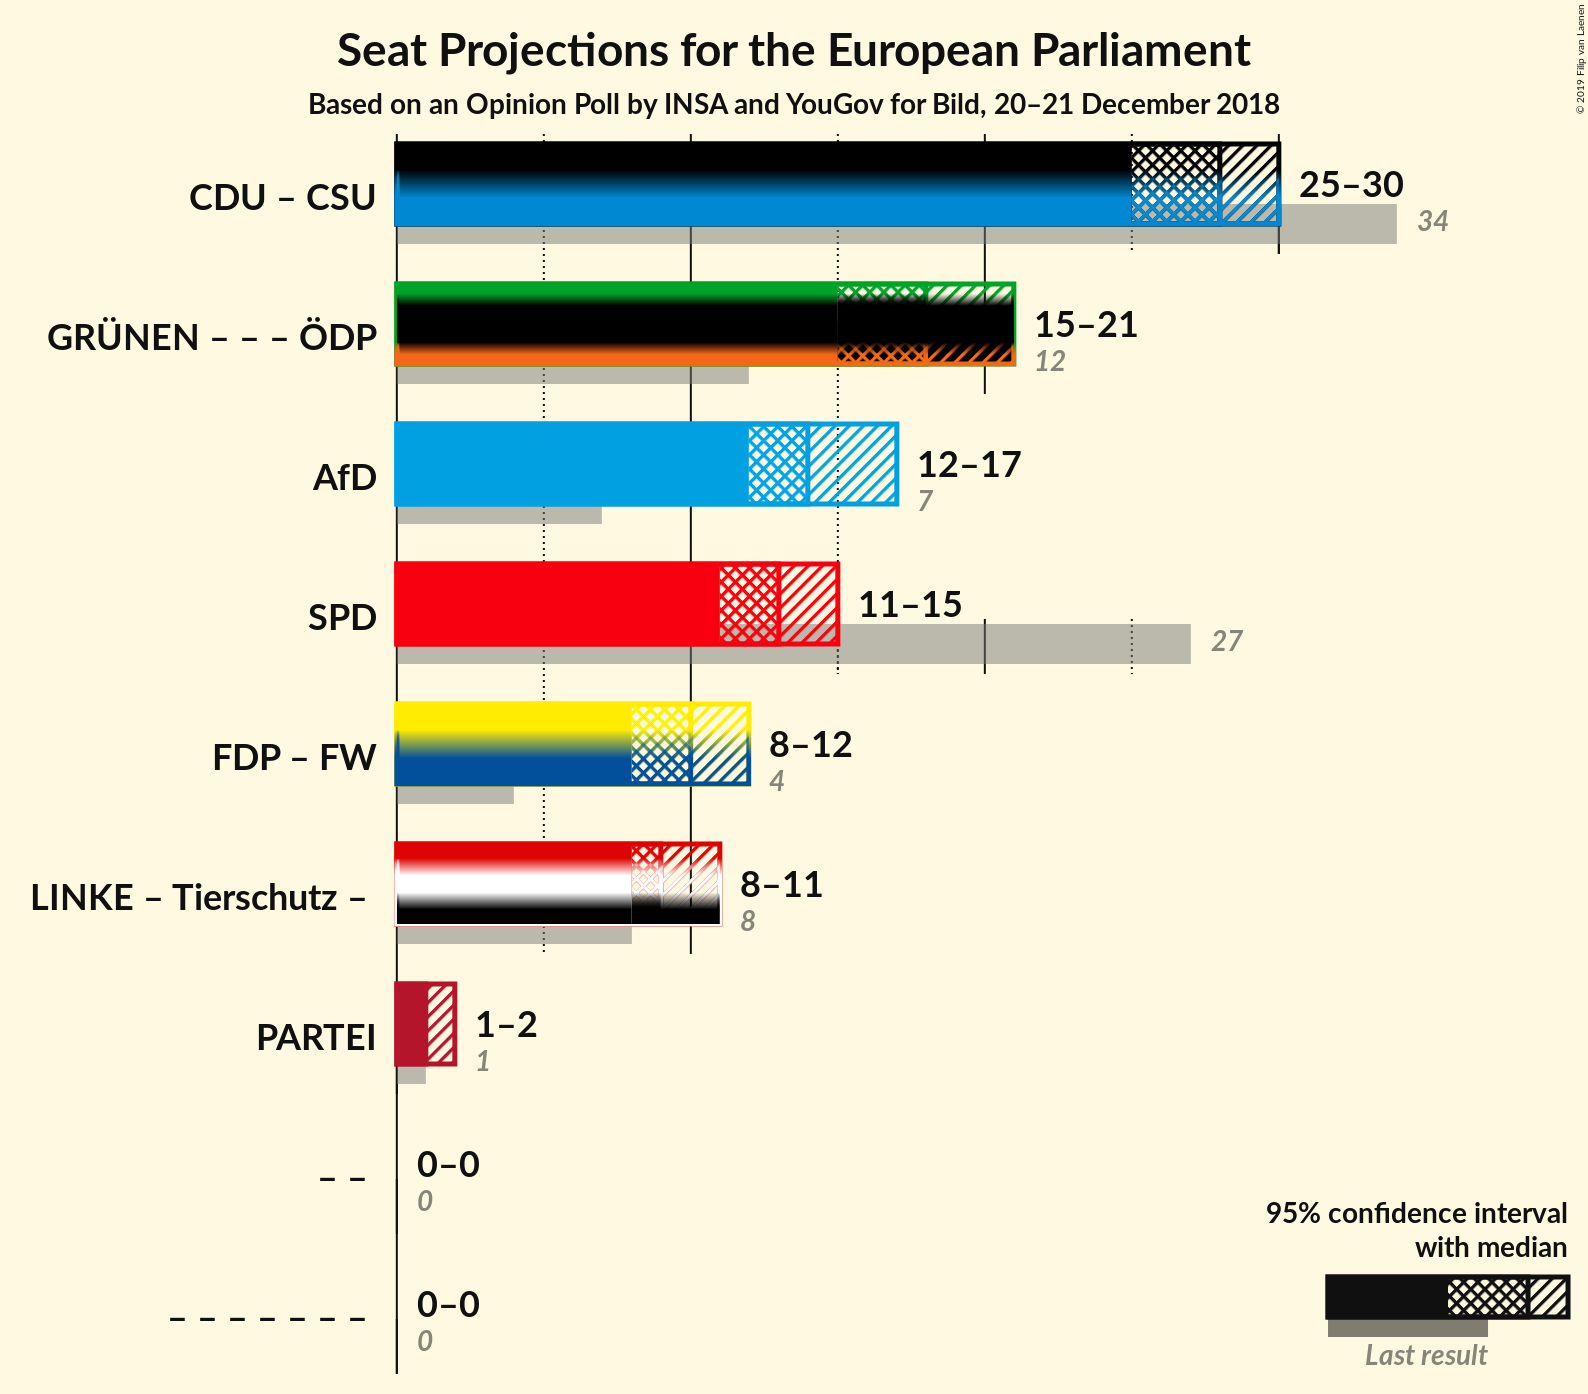 Seat Projections for the European Parliament
Based on an Opinion Poll by INSA and YouGov for Bild, 20–21 December 2018
© 2019 Filip van Laenen
CDU – CSU
25–30
34
GRÜNEN – – – ÖDP
15–21
12
AfD
12–17
7
SPD
11–15
27
FDP – FW
8–12
4
LINKE – Tierschutz –
8–11
8
PARTEI
1–2
1
– –
0–0
0
– – – – – – –
0–0
0
95% confidence interval
with median
Last result